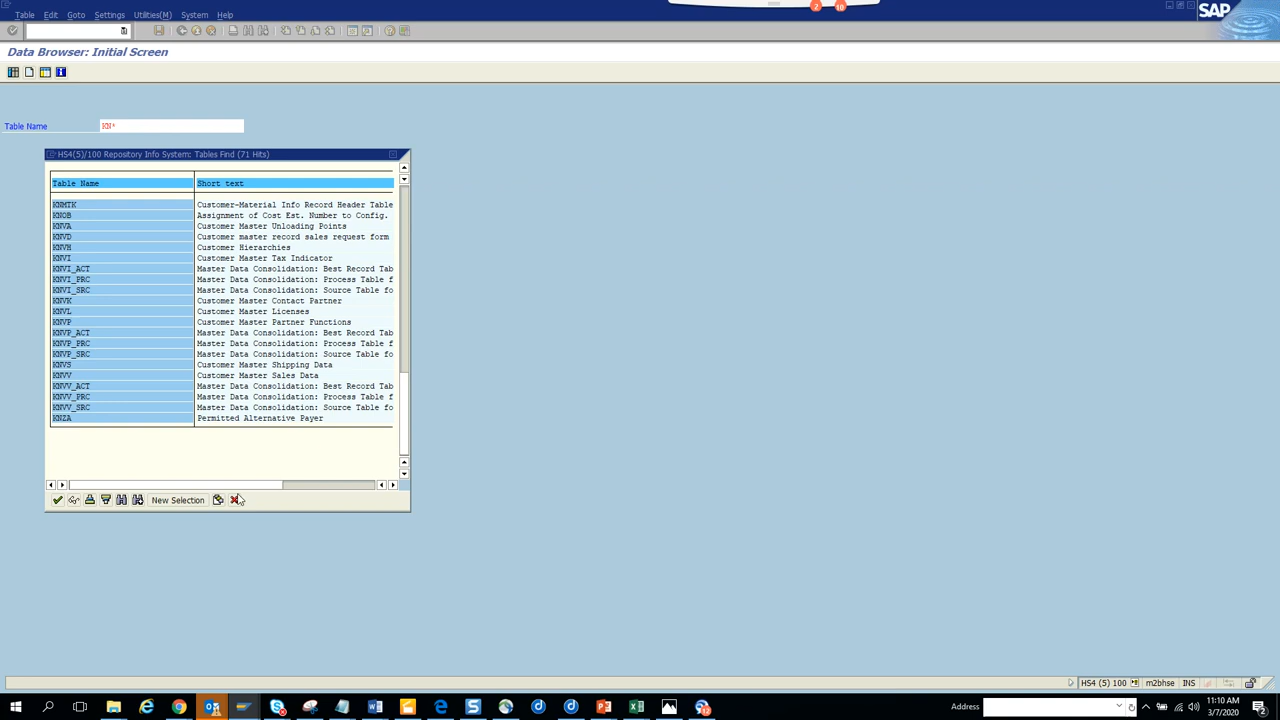 Table Edit Goto Settings Utilities(M) System Help
2 10
SAP
Data Browser: Initial Screen
Table Name KN*
HS4(5)/100 Repository Info System: Tables Find (71 Hits)
Table Name Short text
KNMTK Customer-Material Info Record Header Table
KNOB Assignment of Cost Est. Number to Config.
KNVA Customer Master Unloading Points
KNVD Customer master record sales request form
KNVH Customer Hierarchies
KNVI Customer Master Tax Indicator
KNVI_ACT Master Data Consolidation: Best Record Tab
KNVI_PRC Master Data Consolidation: Process Table f
KNVI_SRC Master Data Consolidation: Source Table fo
KNVK Customer Master Contact Partner
KNVL Customer Master Licenses
KNVP Customer Master Partner Functions
KNVP_ACT Master Data Consolidation: Best Record Tab
KNVP_PRC Master Data Consolidation: Process Table f
KNVP_SRC Master Data Consolidation: Source Table fo
KNVS Customer Master Shipping Data
KNVV Customer Master Sales Data
KNVV_ACT Master Data Consolidation: Best Record Tab
KNVV_PRC Master Data Consolidation: Process Table f
KNVV_SRC Master Data Consolidation: Source Table fo
KNZA Permitted Alternative Payer
New Selection
HS4 (5) 100 m2bhse INS
Address
11:10 AM
3/7/2020